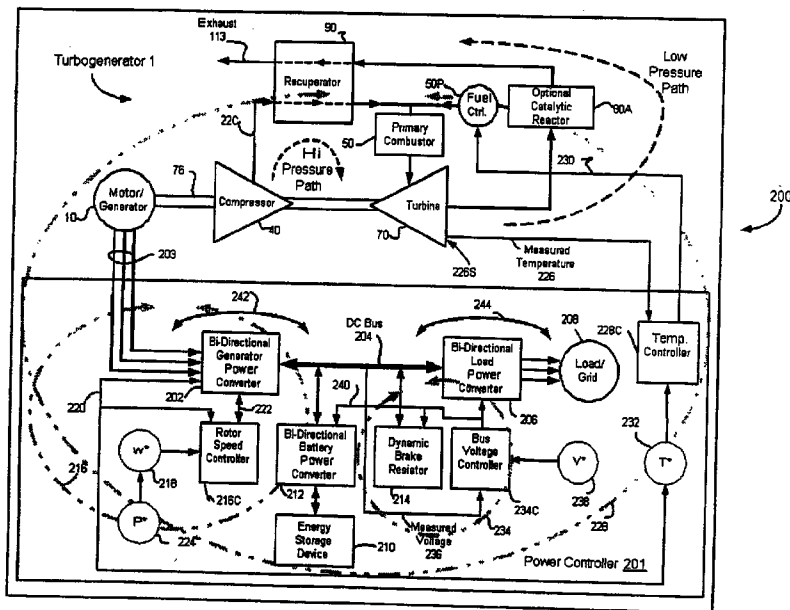 Exhaust
113
90
Low
Pressure
Path
Turbogenerator 1
Recuperator
50P
Fuel
Ctrl.
Optional
Catalytic
Reactor
80A
22C
50
Primary
Combustor
230
Hi
Pressure
Path
76
Motor/
Generator
10
Compressor
40
Turbine
70
200
203
226S
Measured
Temperature
226
242
244
DC Bus
204
208
228C
Bi-Directional
Generator
Power
Converter
Bi-Directional
Load
Power
Converter
Load/
Grid
Temp.
Controller
202
222
240
206
220
232
Rotor
Speed
Controller
Bi-Directional
Battery
Power
Converter
Dynamic
Brake
Resistor
Bus
Voltage
Controller
W*
218
V*
238
T*
216
216C
212
214
234C
P*
224
Energy
Storage
Device
210
Measured
Voltage
236
234
228
Power Controller 201